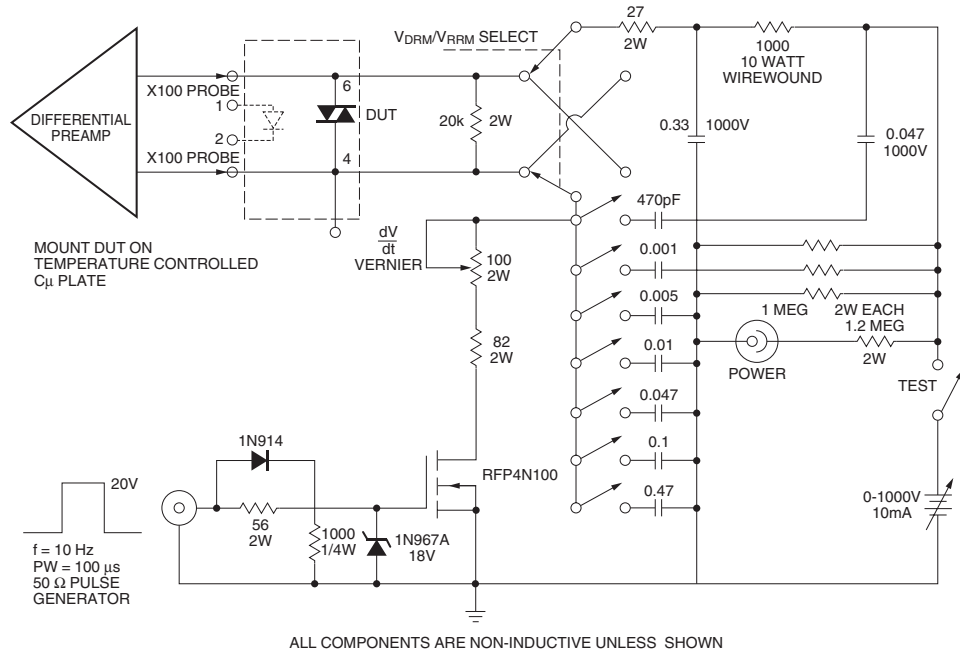 27
2W
VDRM/VRRM SELECT
1000
10 WATT
WIREWOUND
X100 PROBE
6
DUT
1
DIFFERENTIAL
PREAMP
2
20k
2W
0.33
1000V
0.047
1000V
X100 PROBE
4
470pF
MOUNT DUT ON
TEMPERATURE CONTROLLED
Cμ PLATE
dV
dt
VERNIER
100
2W
0.001
0.005
1 MEG
2W EACH
1.2 MEG
82
2W
0.01
POWER
2W
TEST
0.047
1N914
RFP4N100
0.1
20V
0.47
0-1000V
10mA
56
2W
1000
1/4W
1N967A
18V
f = 10 Hz
PW = 100 μs
50 Ω PULSE
GENERATOR
ALL COMPONENTS ARE NON-INDUCTIVE UNLESS SHOWN